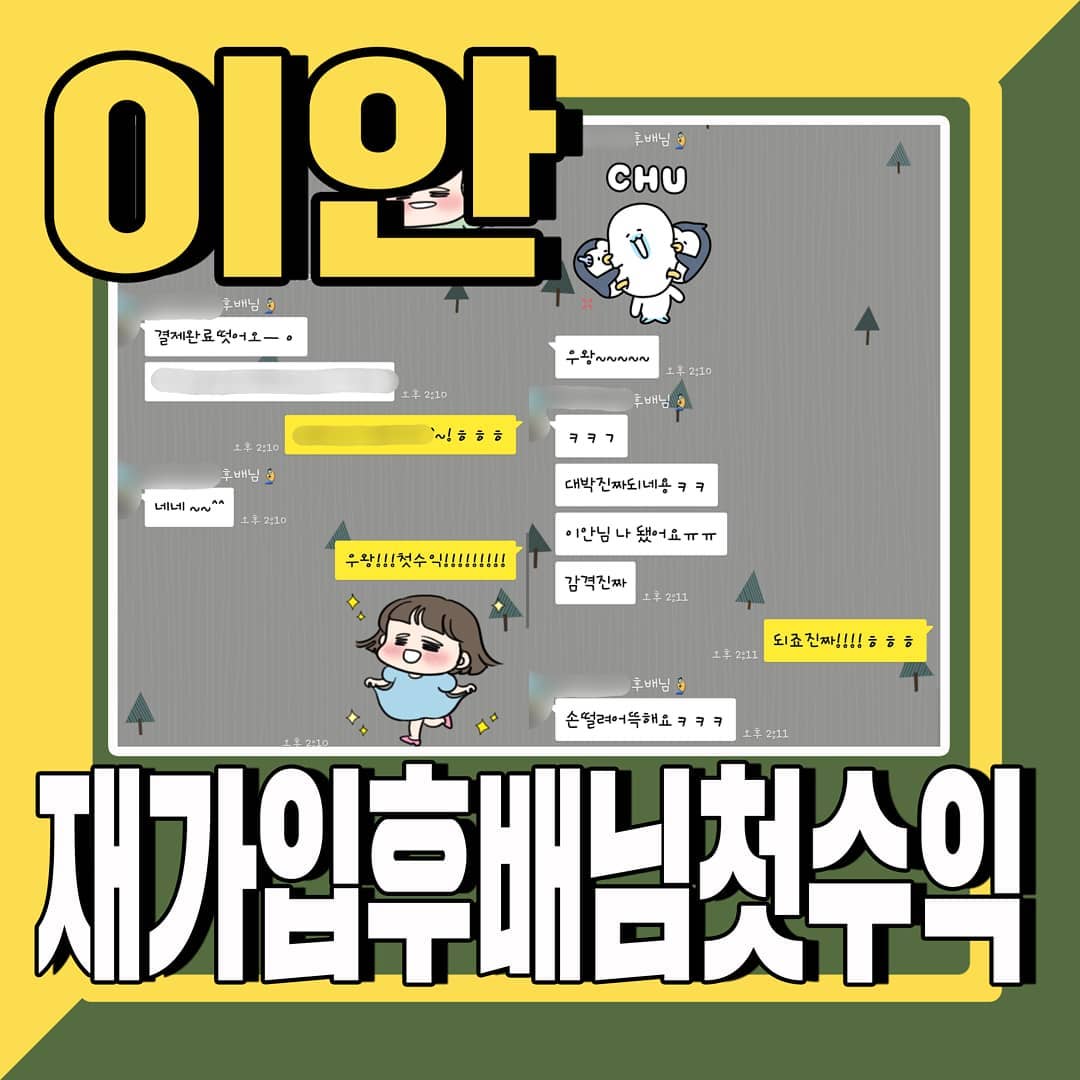 이안
후배님
결제완료떳어오ㅡㅇ
오후 2:10
~!ㅎㅎㅎ
오후 2:10
후배님
네네 ~~^^
오후 2:10
우왕!!!첫수익!!!!!!!!!
오후 2:10
후배님
CHU
우왕~~~~~
오후 2:10
후배님
ㅋㅋㄱ
대박진짜되네용ㅋㅋ
이안님 나 됐어요ㅠㅠ
감격진짜
오후 2:11
되죠진짜!!!!ㅎㅎㅎ
오후 2:11
후배님
손떨려어뜩해요ㅋㅋㅋ
오후 2:11
재가입후배님첫수익